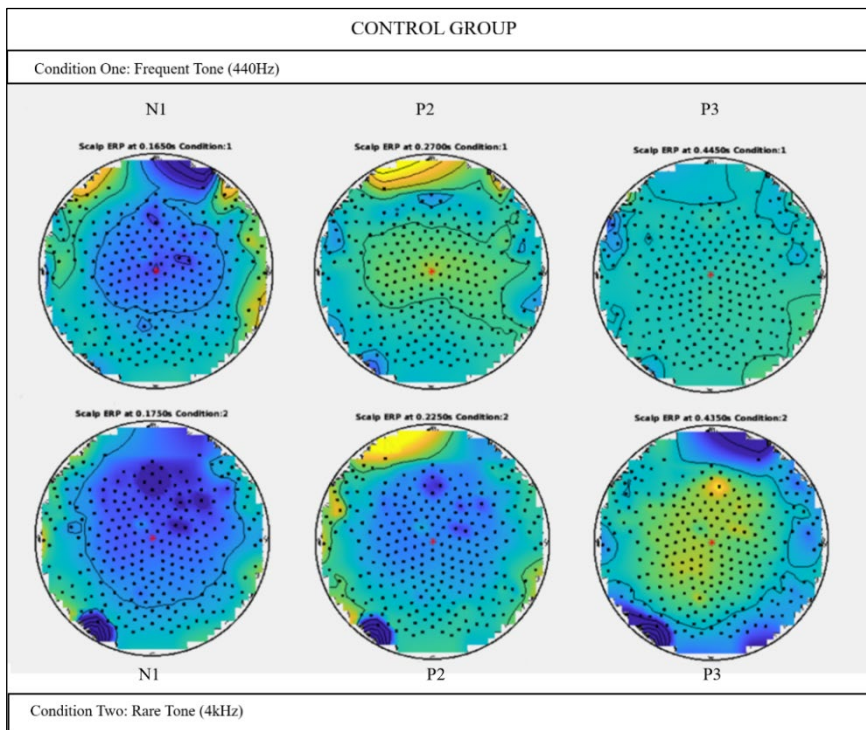 CONTROL GROUP
Condition One: Frequent Tone (440Hz)
N1 P2 P3
Scalp ERP at 0.1650s Condition:1 Scalp ERP at 0.2700s Condition:1 Scalp ERP at 0.4450s Condition:1
Scalp ERP at 0.1750s Condition:2 Scalp ERP at 0.2250s Condition:2 Scalp ERP at 0.4350s Condition:2
N1 P2 P3
Condition Two: Rare Tone (4kHz)